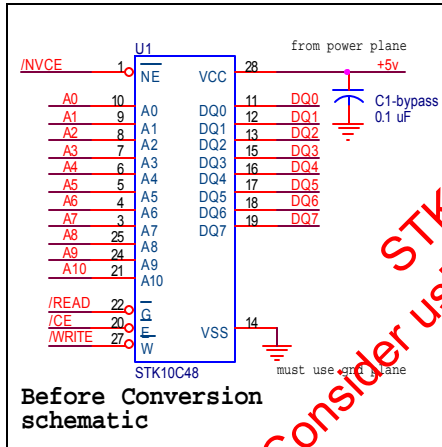 U1
from power plane
/NVCE 1 NE VCC 28 +5v
A0 10 A0 DQ0 11 DQ0
A1 9 A1 DQ1 12 DQ1
A2 8 A2 DQ2 13 DQ2
A3 7 A3 DQ3 15 DQ3
A4 6 A4 DQ4 16 DQ4
A5 5 A5 DQ5 17 DQ5
A6 4 A6 DQ6 18 DQ6
A7 3 A7 DQ7 19 DQ7
A8 25 A8
A9 24 A9
A10 21 A10
C1-bypass
0.1 uF
/READ 22 G
/CE 20 E VSS 14
/WRITE 27 W
must use gnd plane
STK10C48
Before Conversion
schematic
STK
Consider us